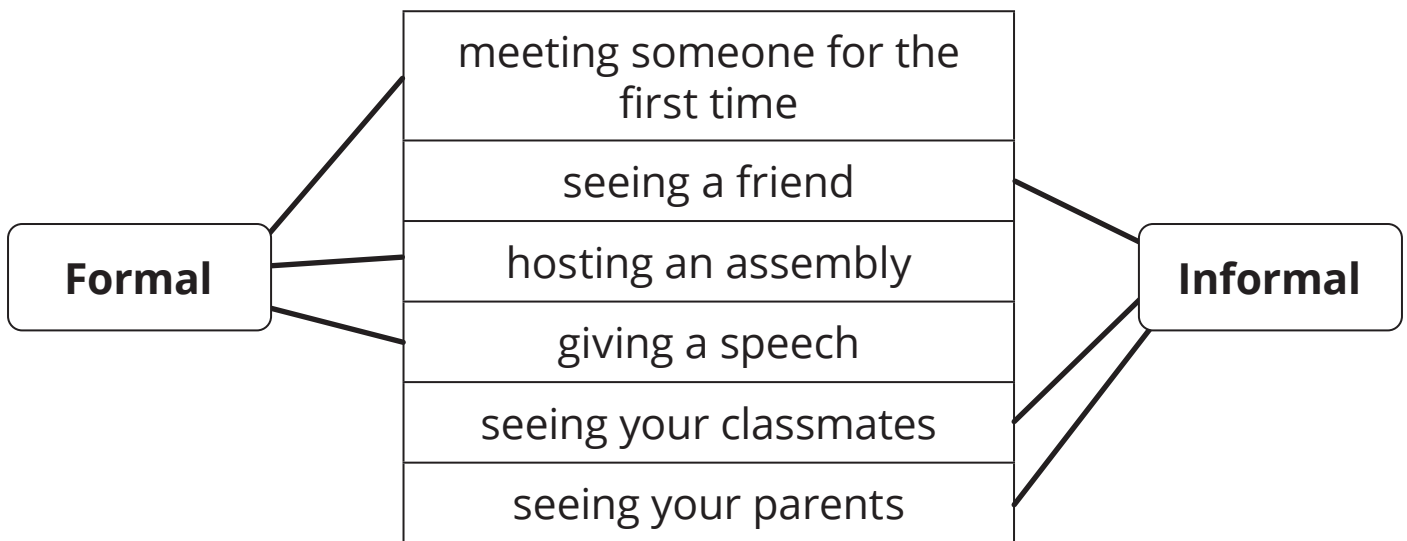 meeting someone for the
first time
seeing a friend
hosting an assembly
giving a speech
seeing your classmates
seeing your parents
Formal
Informal